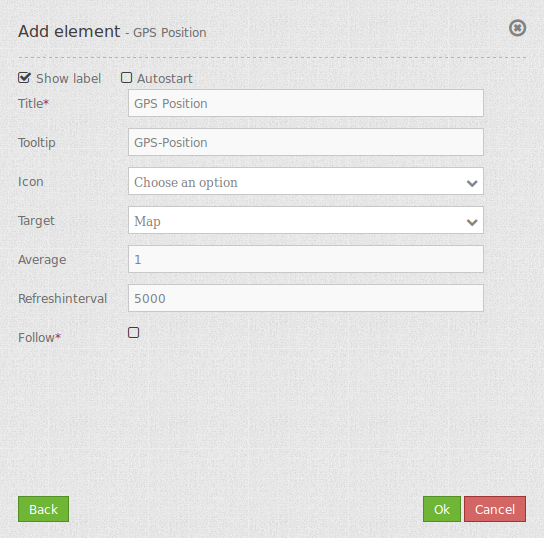 Add element - GPS Position
Show label Autostart
Title* GPS Position
Tooltip GPS-Position
Icon Choose an option
Target Map
Average 1
Refreshinterval 5000
Follow*
Back Ok Cancel